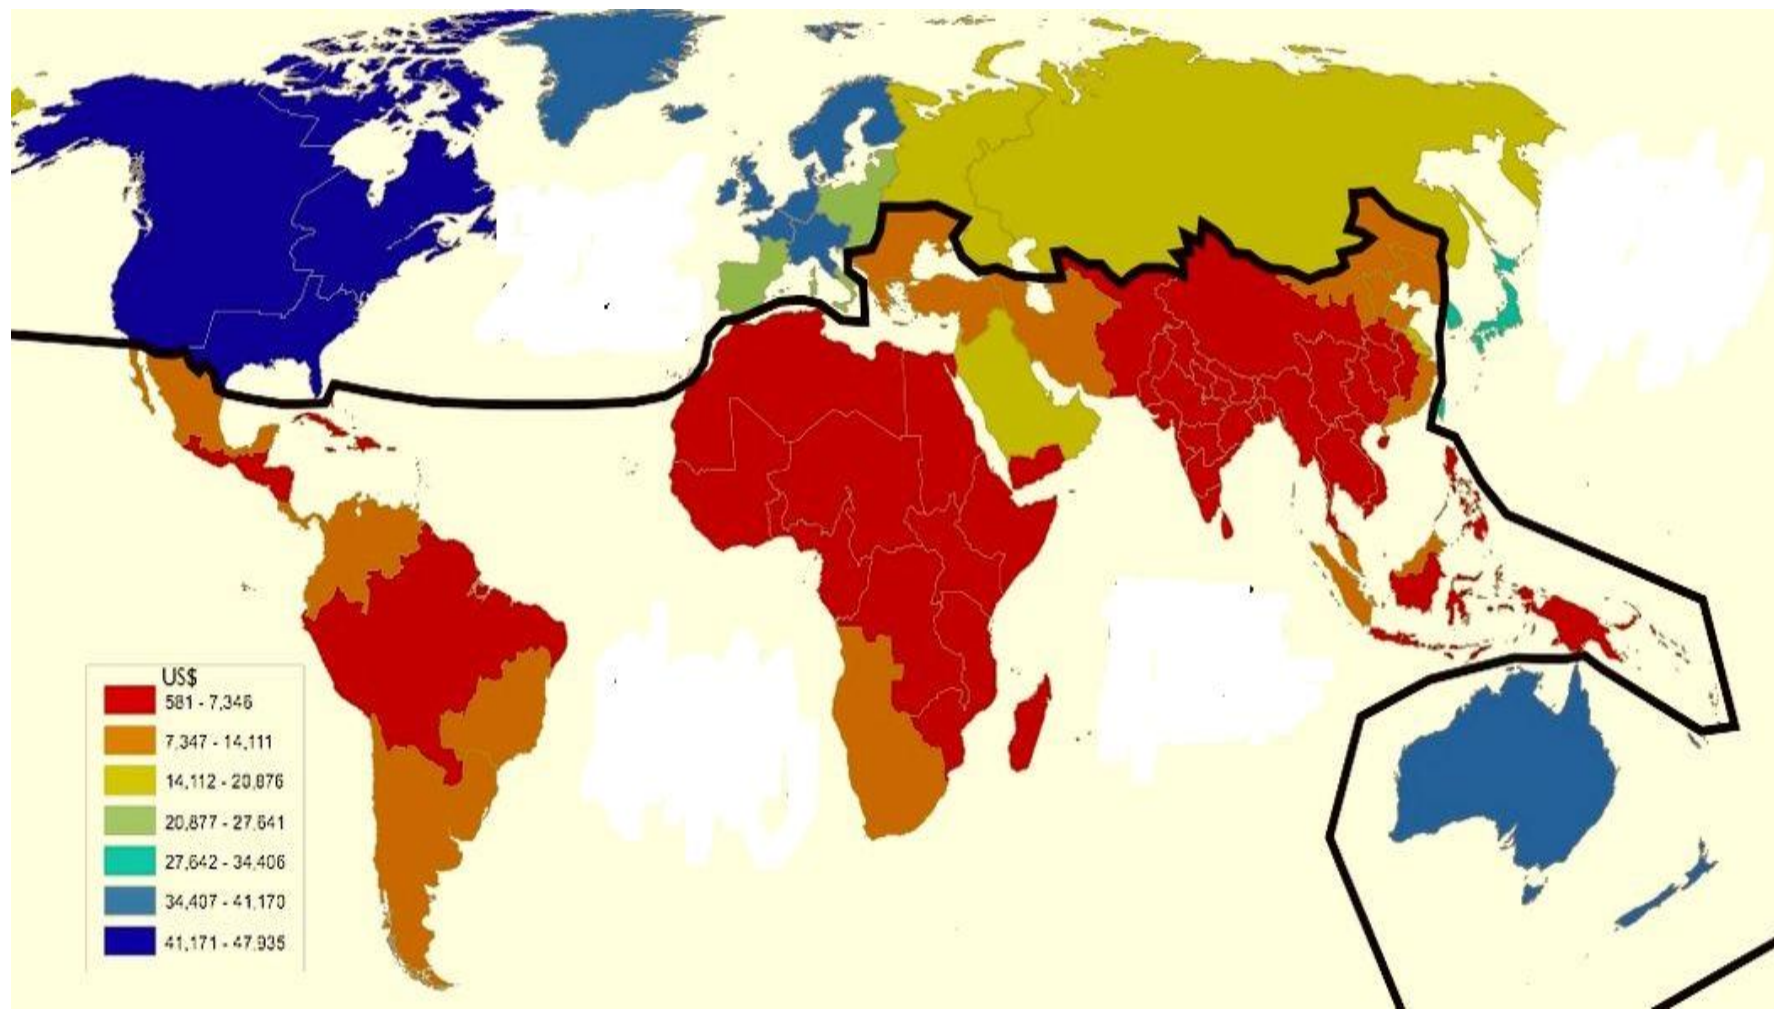 US$
581 - 7,346
7,347 - 14,111
14,112 - 20,876
20,877 - 27,641
27,642 - 34,406
34,407 - 41,170
41,171 - 47,935